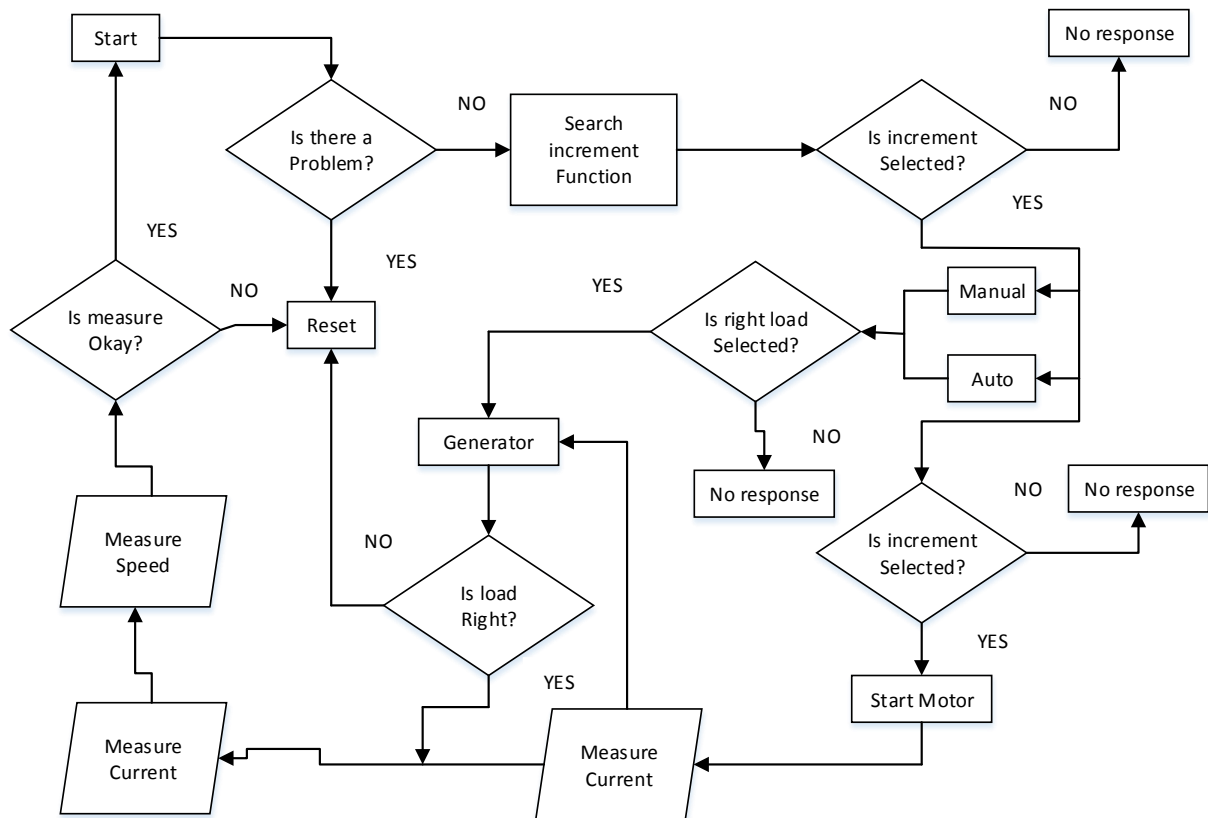 Start
No response
NO
NO
Is there a
Problem?
Search
increment
Function
Is increment
Selected?
YES
YES
YES
YES
NO
Is measure
Okay?
Reset
Is right load
Selected?
Manual
Auto
Generator
NO
No response
NO
No response
Measure
Speed
NO
Is load
Right?
Is increment
Selected?
YES
YES
Start Motor
Measure
Current
Measure
Current